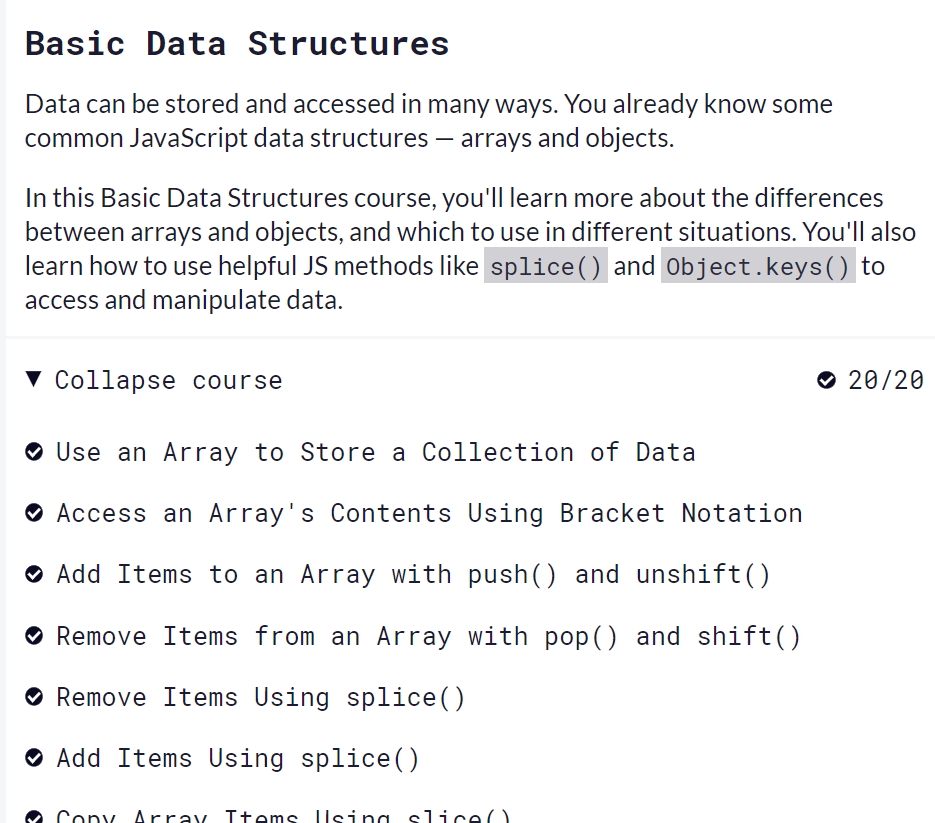 Basic Data Structures
Data can be stored and accessed in many ways. You already know some
common JavaScript data structures — arrays and objects.
In this Basic Data Structures course, you'll learn more about the differences
between arrays and objects, and which to use in different situations. You'll also
learn how to use helpful JS methods like splice() and Object.keys() to
access and manipulate data.
Collapse course 20/20
Use an Array to Store a Collection of Data
Access an Array's Contents Using Bracket Notation
Add Items to an Array with push() and unshift()
Remove Items from an Array with pop() and shift()
Remove Items Using splice()
Add Items Using splice()
Copy Array Items Using slice()